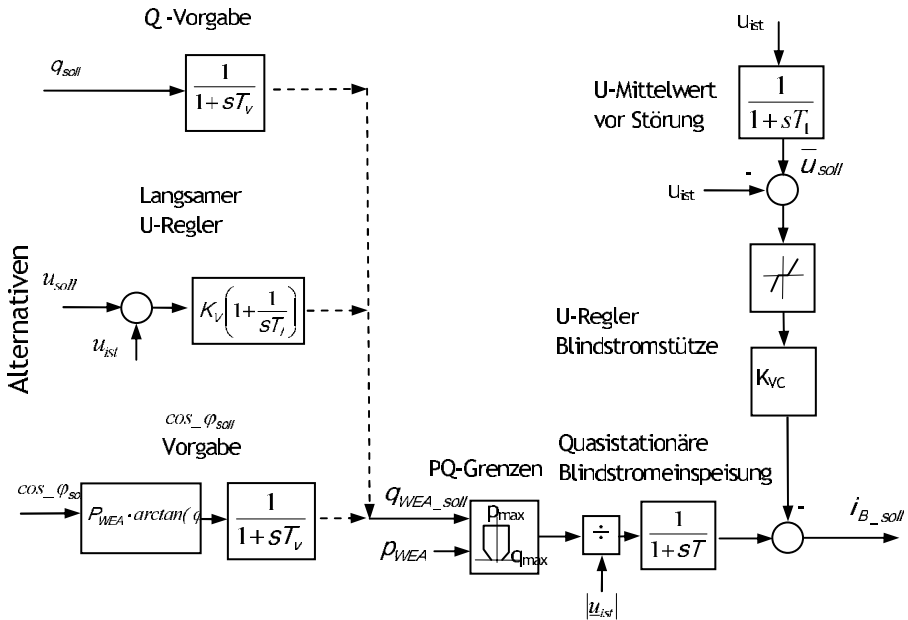 Alternativen
Q -Vorgabe
q_soll
1
1+sT_v
Langsamer
U-Regler
u_soll
u_ist
K_V(1+1/sT_I)
cos_φ_soll
Vorgabe
cos_φ_so
P_WEA·arctan(φ
1
1+sT_v
q_WEA_soll
p_WEA
PQ-Grenzen
p_max
q_max
÷
|u_ist|
Quasistationäre
Blindstromeinspeisung
1
1+sT
u_ist
U-Mittelwert
vor Störung
1
1+sT_1
u̅_soll
-
u_ist
U-Regler
Blindstromstütze
K_VC
-
i_B_soll